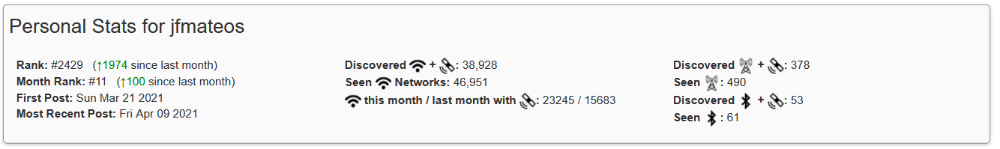 Personal Stats for jfmateos
Rank: #2429 (↑1974 since last month)
Month Rank: #11 (↑100 since last month)
First Post: Sun Mar 21 2021
Most Recent Post: Fri Apr 09 2021
Discovered + : 38,928
Seen Networks: 46,951
this month / last month with : 23245 / 15683
Discovered + : 378
Seen : 490
Discovered + : 53
Seen : 61